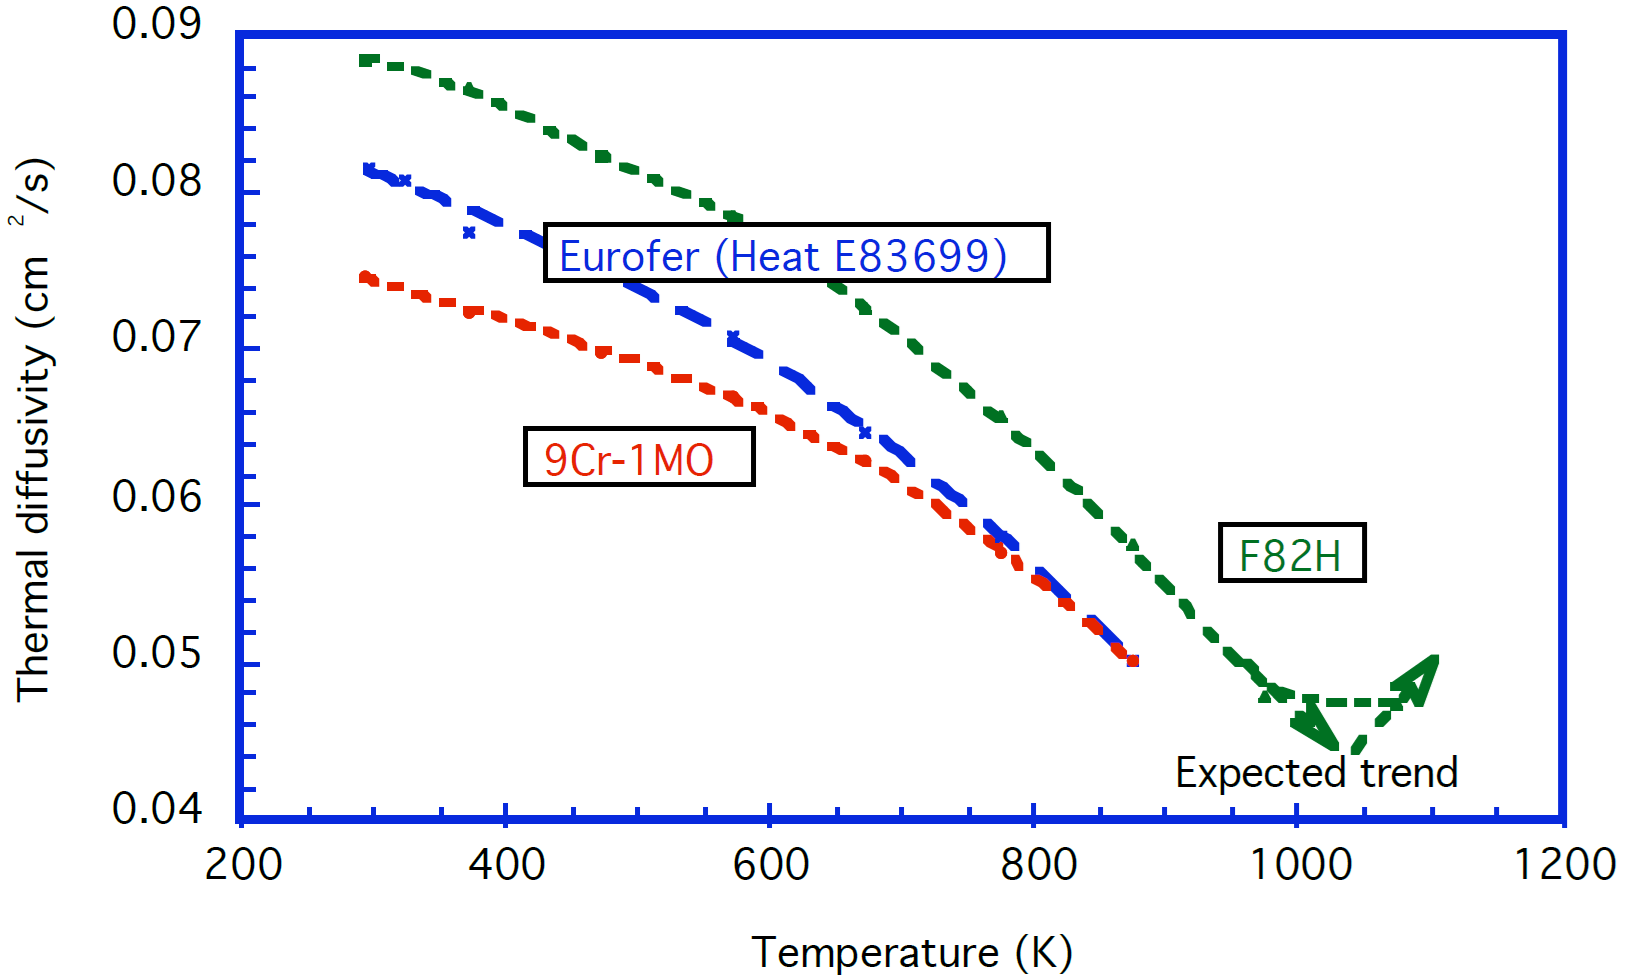 0.09
0.08
0.07
0.06
0.05
0.04
Thermal diffusivity (cm 2/s)
Eurofer (Heat E83699)
9Cr-1MO
F82H
Expected trend
200 400 600 800 1000 1200
Temperature (K)